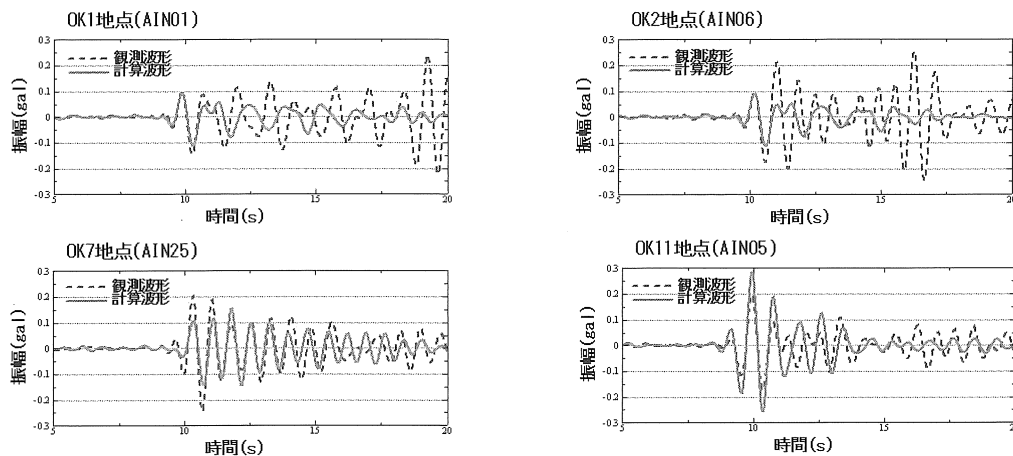 OK1地点(AIN01)
振幅(gal)
0.3
0.2
0.1
0
-0.1
-0.2
-0.3
観測波形
計算波形
5
10
15
20
時間(s)
OK2地点(AIN06)
振幅(gal)
0.3
0.2
0.1
0
-0.1
-0.2
-0.3
観測波形
計算波形
5
10
15
20
時間(s)
OK7地点(AIN25)
振幅(gal)
0.3
0.2
0.1
0
-0.1
-0.2
-0.3
観測波形
計算波形
5
10
15
20
時間(s)
OK11地点(AIN05)
振幅(gal)
0.3
0.2
0.1
0
-0.1
-0.2
-0.3
観測波形
計算波形
5
10
15
20
時間(s)